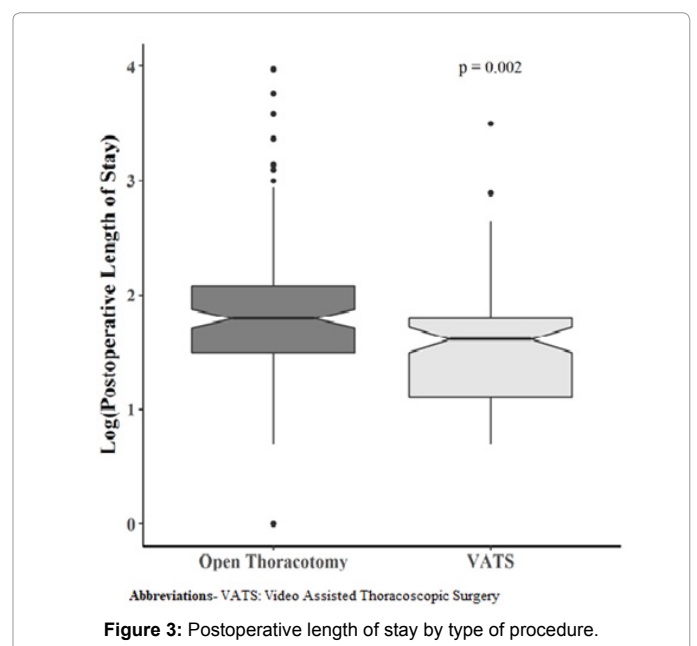 4
p = 0.002
3
2
1
0
Log(Postoperative Length of Stay)
Open Thoracotomy
VATS
Abbreviations- VATS: Video Assisted Thoracoscopic Surgery
Figure 3: Postoperative length of stay by type of procedure.